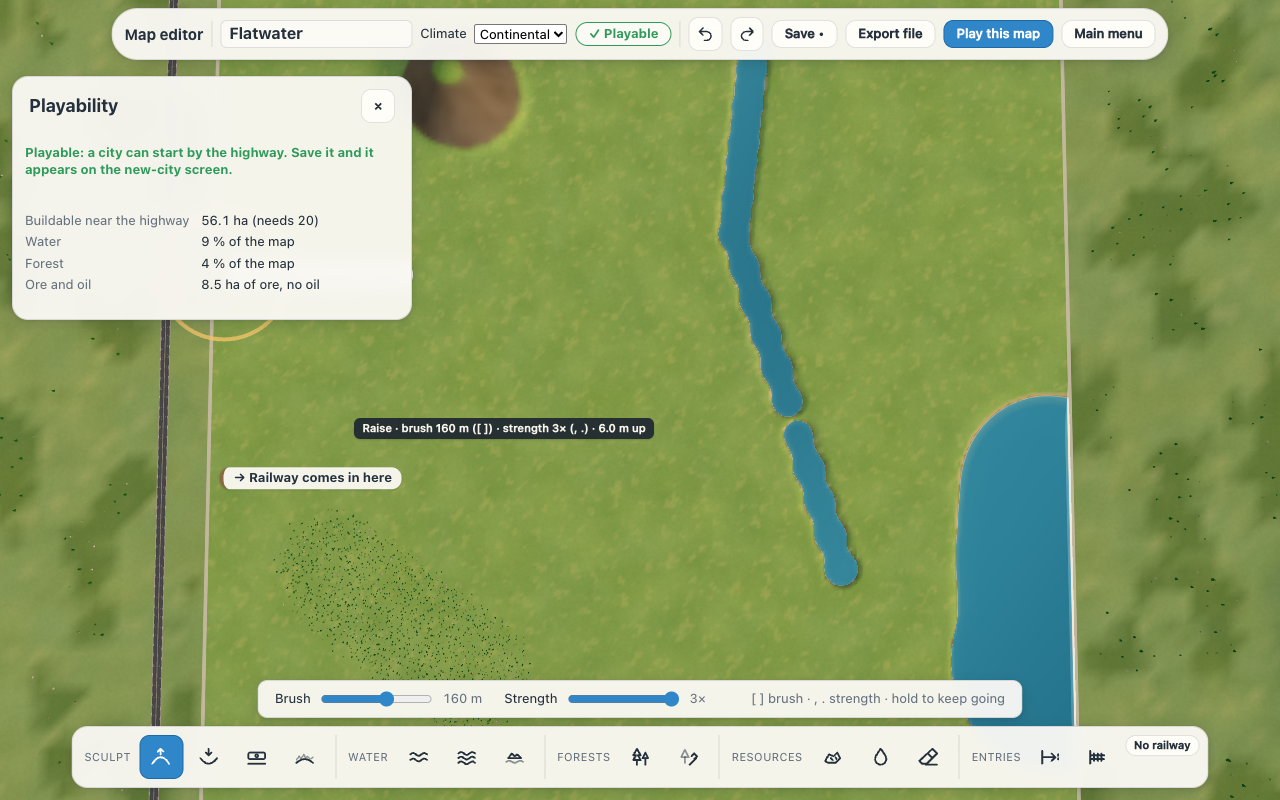 Map editor
Flatwater
Climate
Continental
✓ Playable
Save •
Export file
Play this map
Main menu
Playability
×
Playable: a city can start by the highway. Save it and it
appears on the new-city screen.
Buildable near the highway 56.1 ha (needs 20)
Water 9 % of the map
Forest 4 % of the map
Ore and oil 8.5 ha of ore, no oil
Raise · brush 160 m ([ ]) · strength 3× (, .) · 6.0 m up
→ Railway comes in here
Brush 160 m Strength 3× [ ] brush · , . strength · hold to keep going
SCULPT WATER FORESTS RESOURCES ENTRIES
No railway